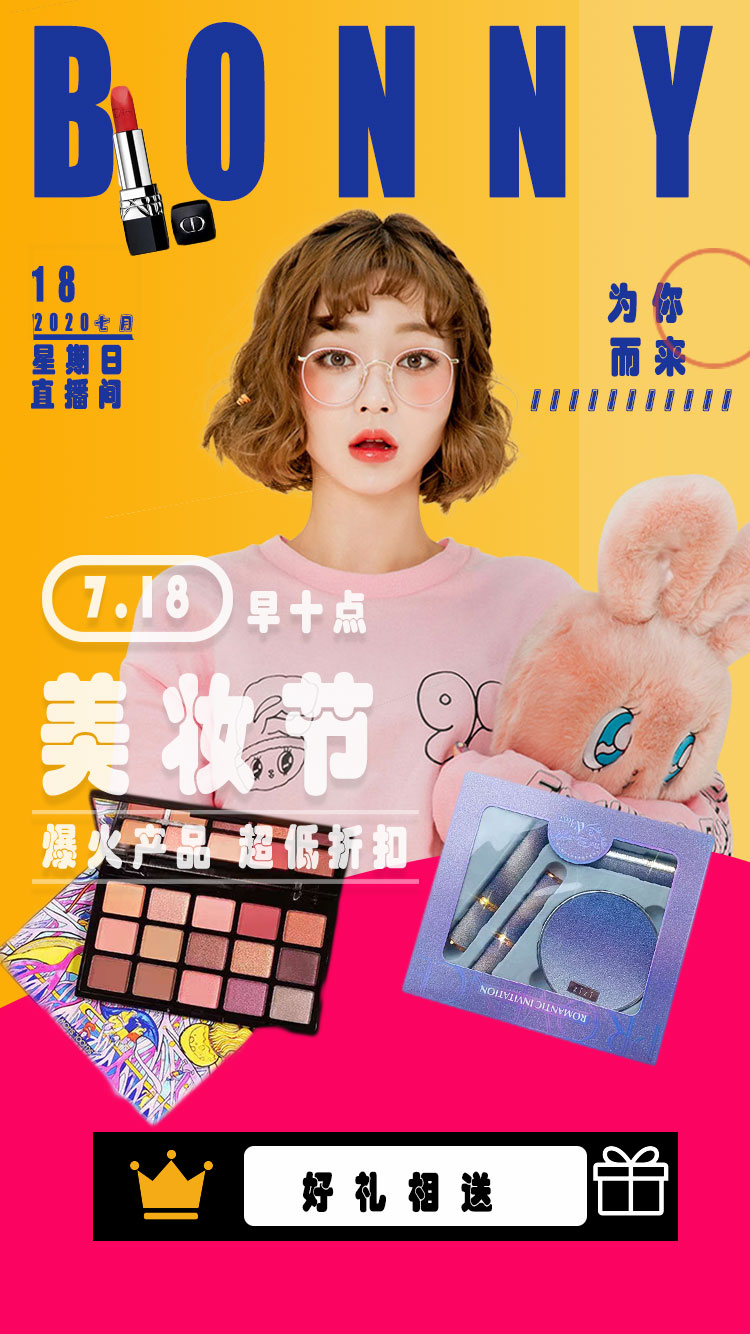 BONNY
18
2020七月
星期日
直播间
为你
而来
7.18
早十点
美妆节
爆火产品 超低折扣
ROMANTIC INVITATION
好礼相送